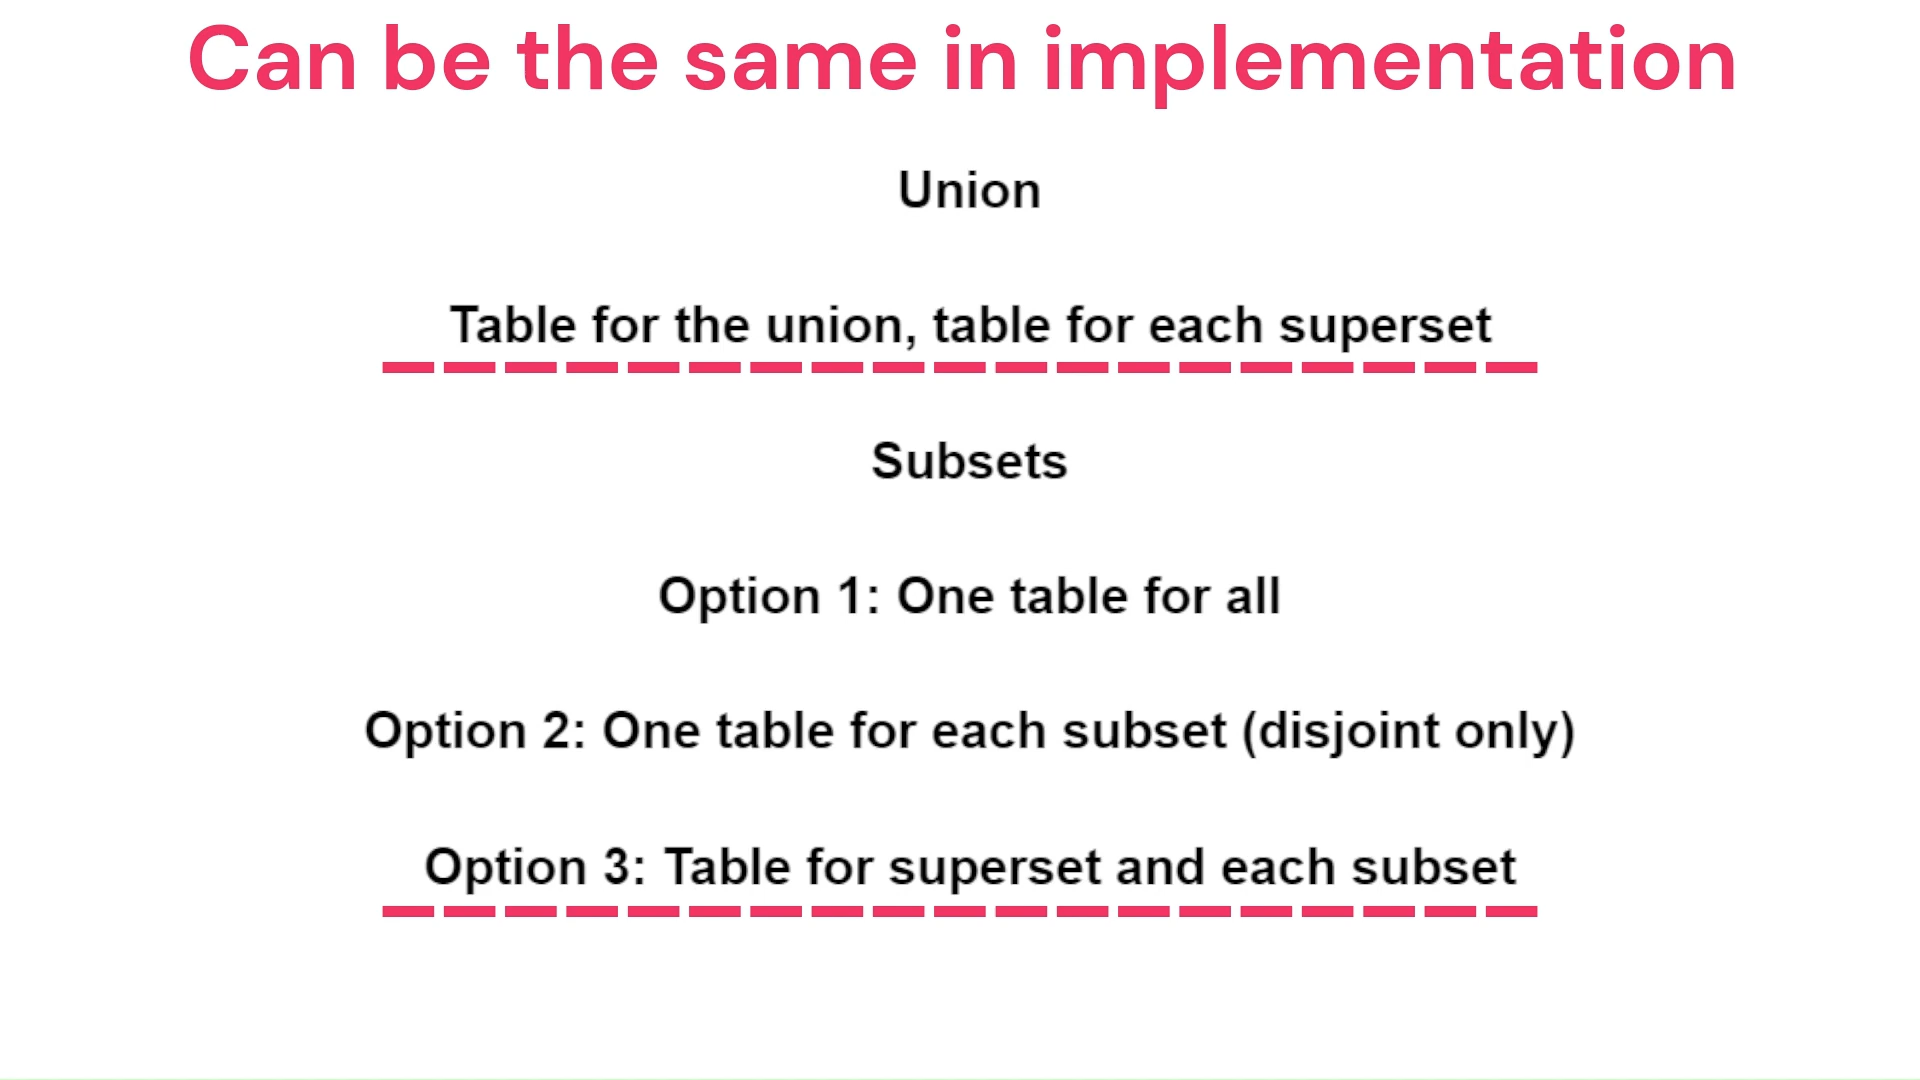 Can be the same in implementation
Union
Table for the union, table for each superset
Subsets
Option 1: One table for all
Option 2: One table for each subset (disjoint only)
Option 3: Table for superset and each subset